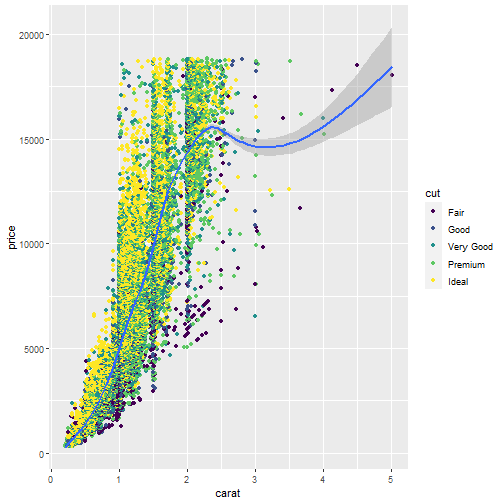 20000
15000
10000
5000
0
price
0 1 2 3 4 5
carat
cut
Fair
Good
Very Good
Premium
Ideal